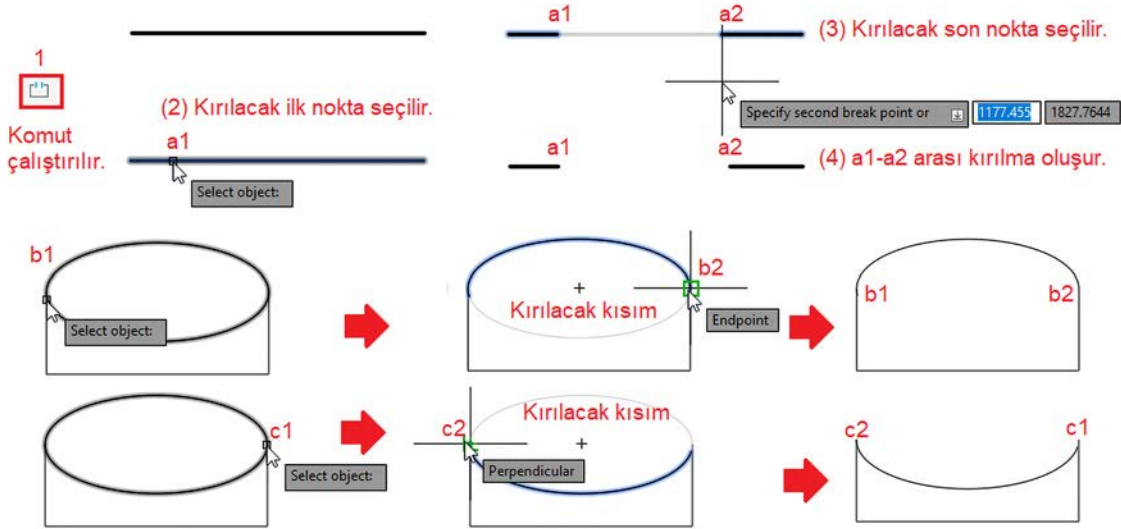 a1
a2
(3) Kırılacak son nokta seçilir.
1
(2) Kırılacak ilk nokta seçilir.
Specify second break point or
1177.455
1827.7644
Komut
çalıştırılır.
a1
Select object:
a1
a2
(4) a1-a2 arası kırılma oluşur.
b1
Select object:
b2
Kırılacak kısım
Endpoint
b1
b2
c1
Select object:
Kırılacak kısım
c2
Perpendicular
c2
c1